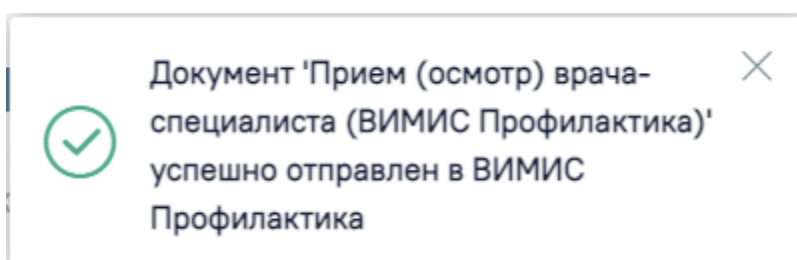 Документ 'Прием (осмотр) врача-
специалиста (ВИМИС Профилактика)'
успешно отправлен в ВИМИС
Профилактика